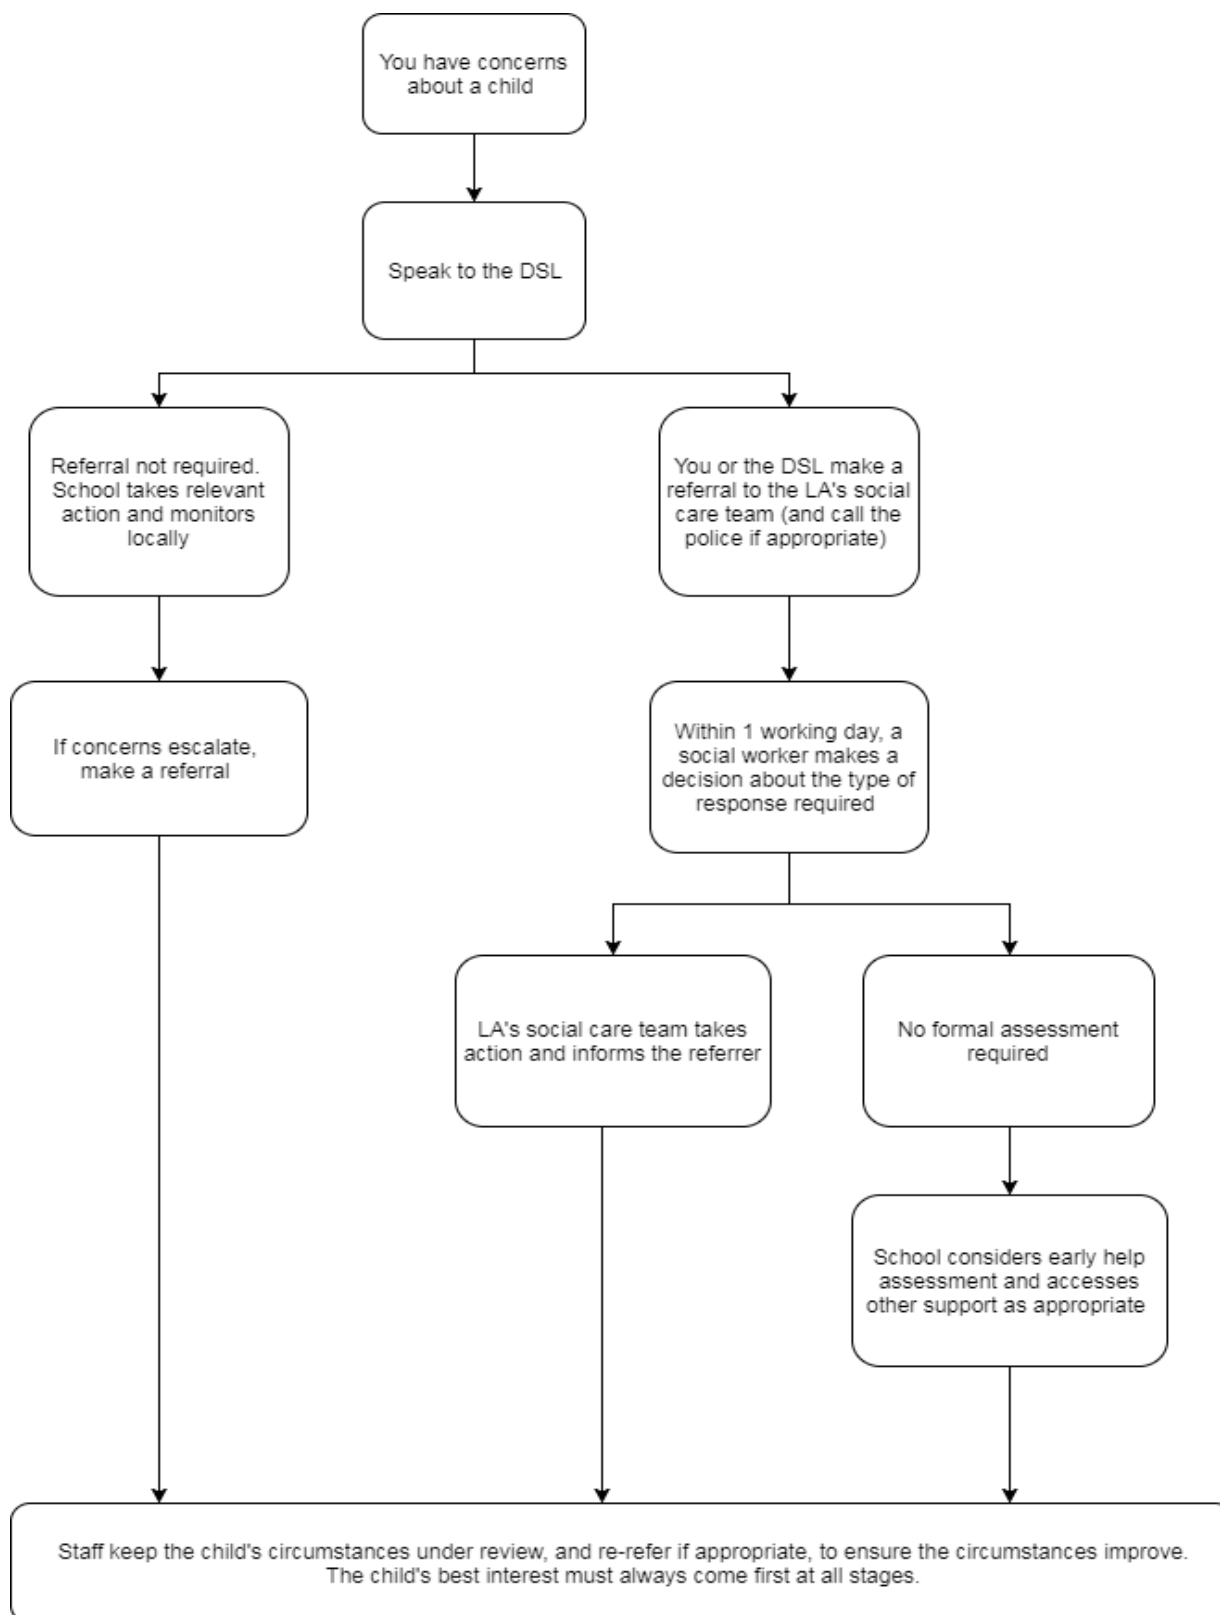 You have concerns
about a child
Speak to the DSL
Referral not required.
School takes relevant
action and monitors
locally
You or the DSL make a
referral to the LA's social
care team (and call the
police if appropriate)
If concerns escalate,
make a referral
Within 1 working day, a
social worker makes a
decision about the type of
response required
LA's social care team takes
action and informs the referrer
No formal assessment
required
School considers early help
assessment and accesses
other support as appropriate
Staff keep the child's circumstances under review, and re-refer if appropriate, to ensure the circumstances improve.
The child's best interest must always come first at all stages.